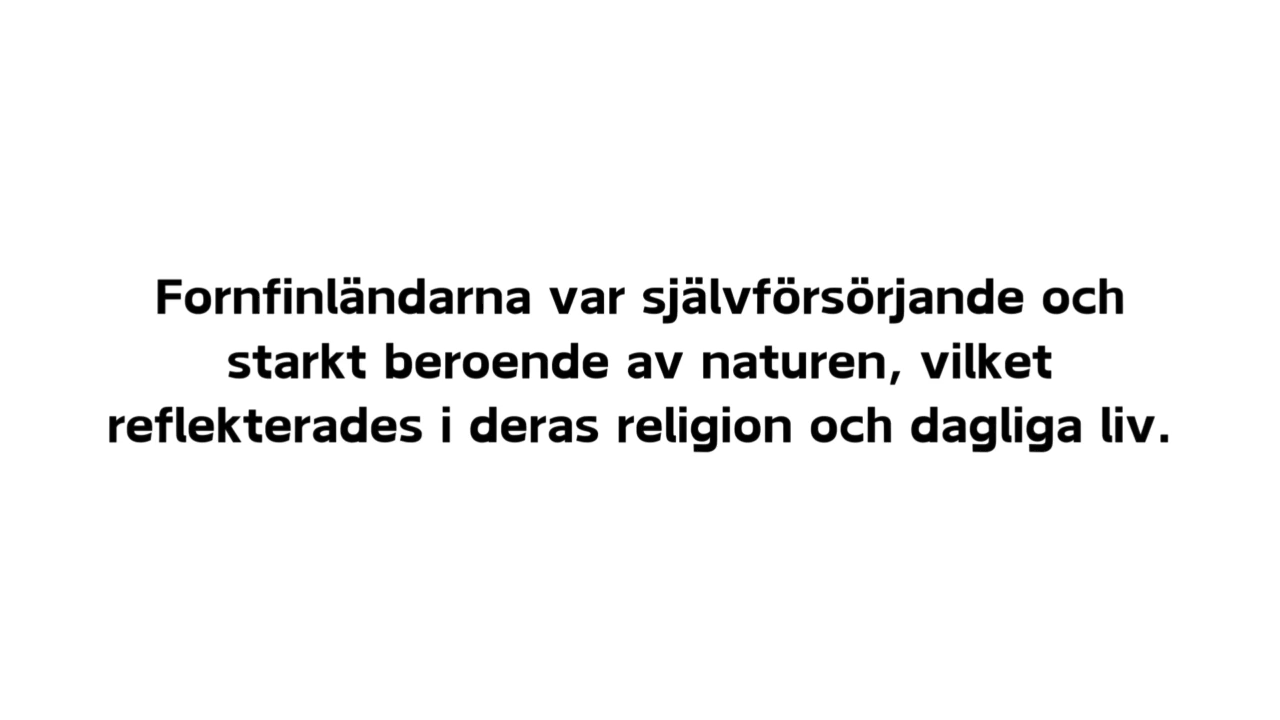 Fornfinländarna var självförsörjande och
starkt beroende av naturen, vilket
reflekterades i deras religion och dagliga liv.